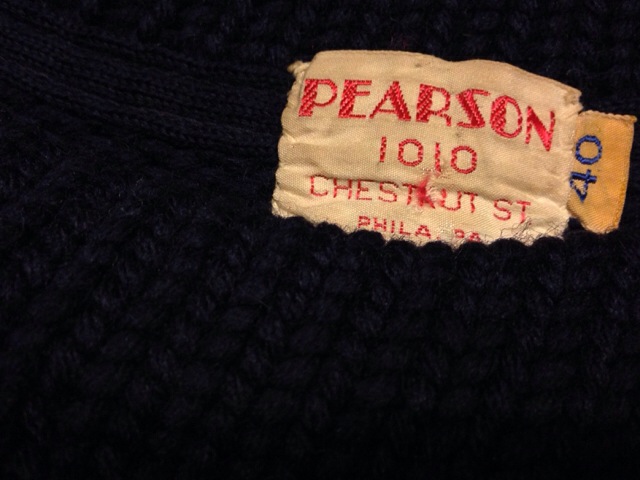 PEARSON
1010
CHESTNUT ST.
PHILA. PA.
40